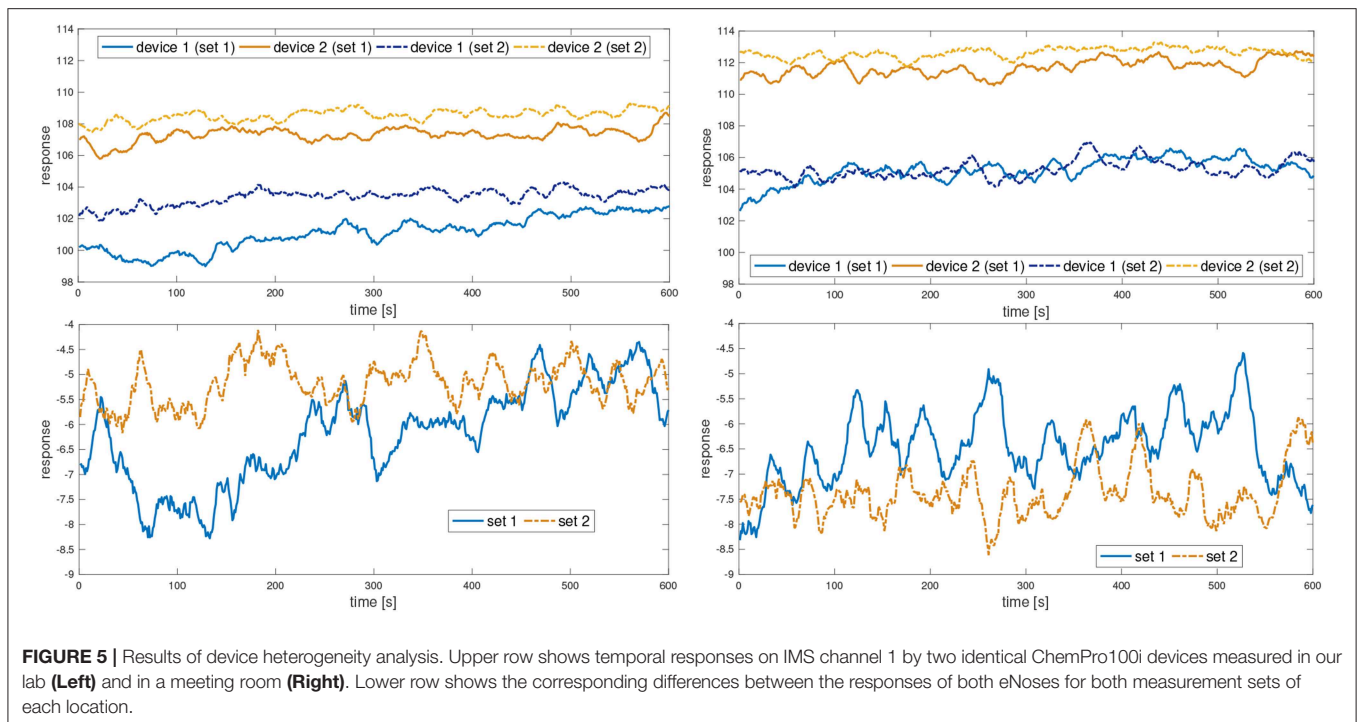 114
112
110
108
106
104
102
100
98
response
device 1 (set 1) device 2 (set 1) device 1 (set 2) device 2 (set 2)
0 100 200 300 400 500 600
time [s]
114
112
110
108
106
104
102
100
98
response
device 1 (set 1) device 2 (set 1) device 1 (set 2) device 2 (set 2)
0 100 200 300 400 500 600
time [s]
-4
-4.5
-5
-5.5
-6
-6.5
-7
-7.5
-8
-8.5
-9
response
set 1 set 2
0 100 200 300 400 500 600
time [s]
-4
-4.5
-5
-5.5
-6
-6.5
-7
-7.5
-8
-8.5
-9
response
set 1 set 2
0 100 200 300 400 500 600
time [s]
FIGURE 5 | Results of device heterogeneity analysis. Upper row shows temporal responses on IMS channel 1 by two identical ChemPro100i devices measured in our
lab (Left) and in a meeting room (Right). Lower row shows the corresponding differences between the responses of both eNoses for both measurement sets of
each location.